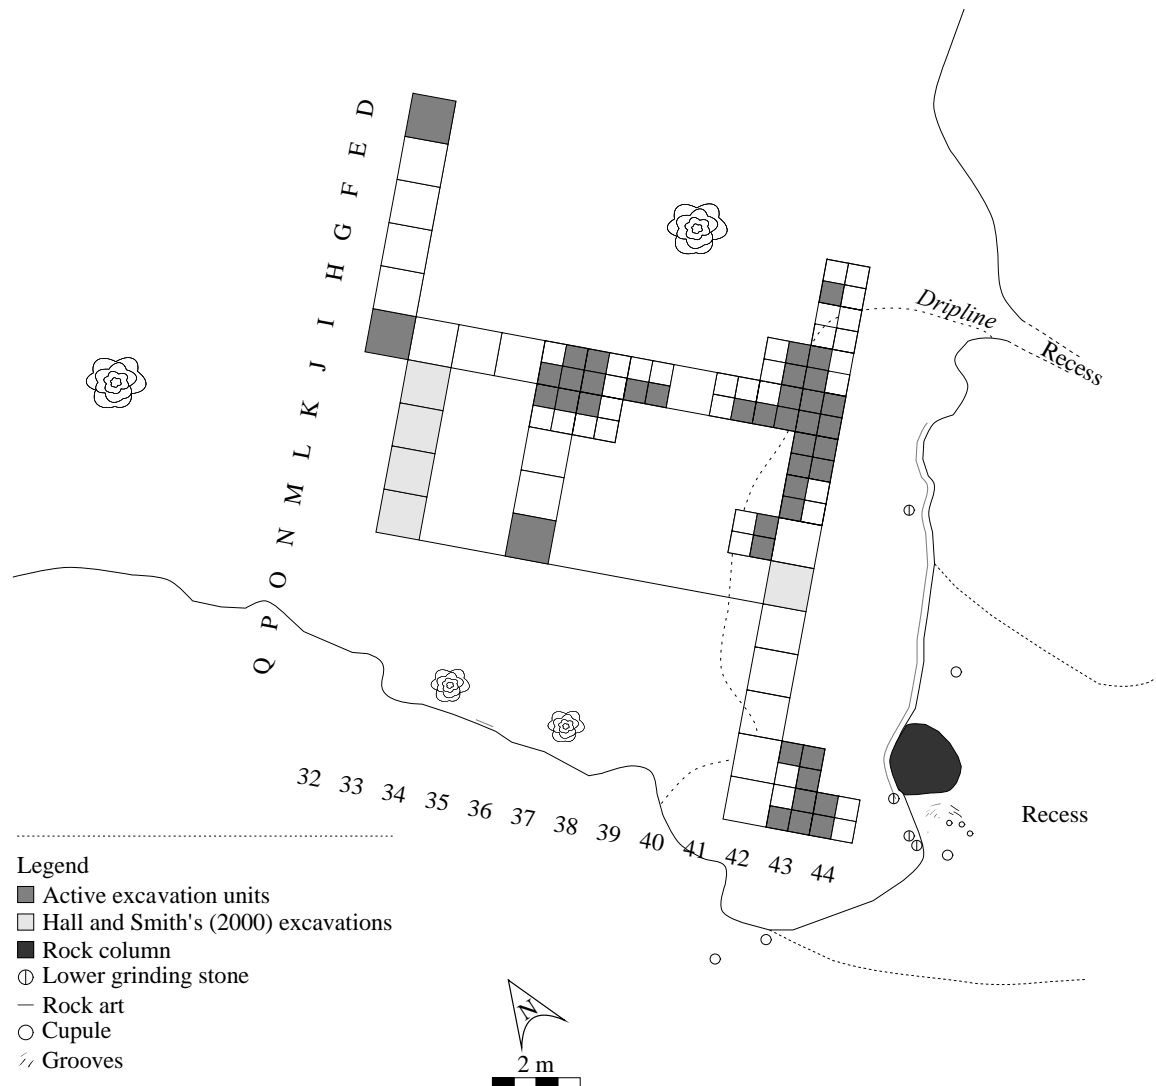 D
E
F
G
H
I
J
K
L
M
N
O
P
Q
Dripline
Recess
32 33 34 35 36 37 38 39 40 41 42 43 44
Recess
Legend
Active excavation units
Hall and Smith's (2000) excavations
Rock column
Lower grinding stone
Rock art
Cupule
Grooves
N
2 m